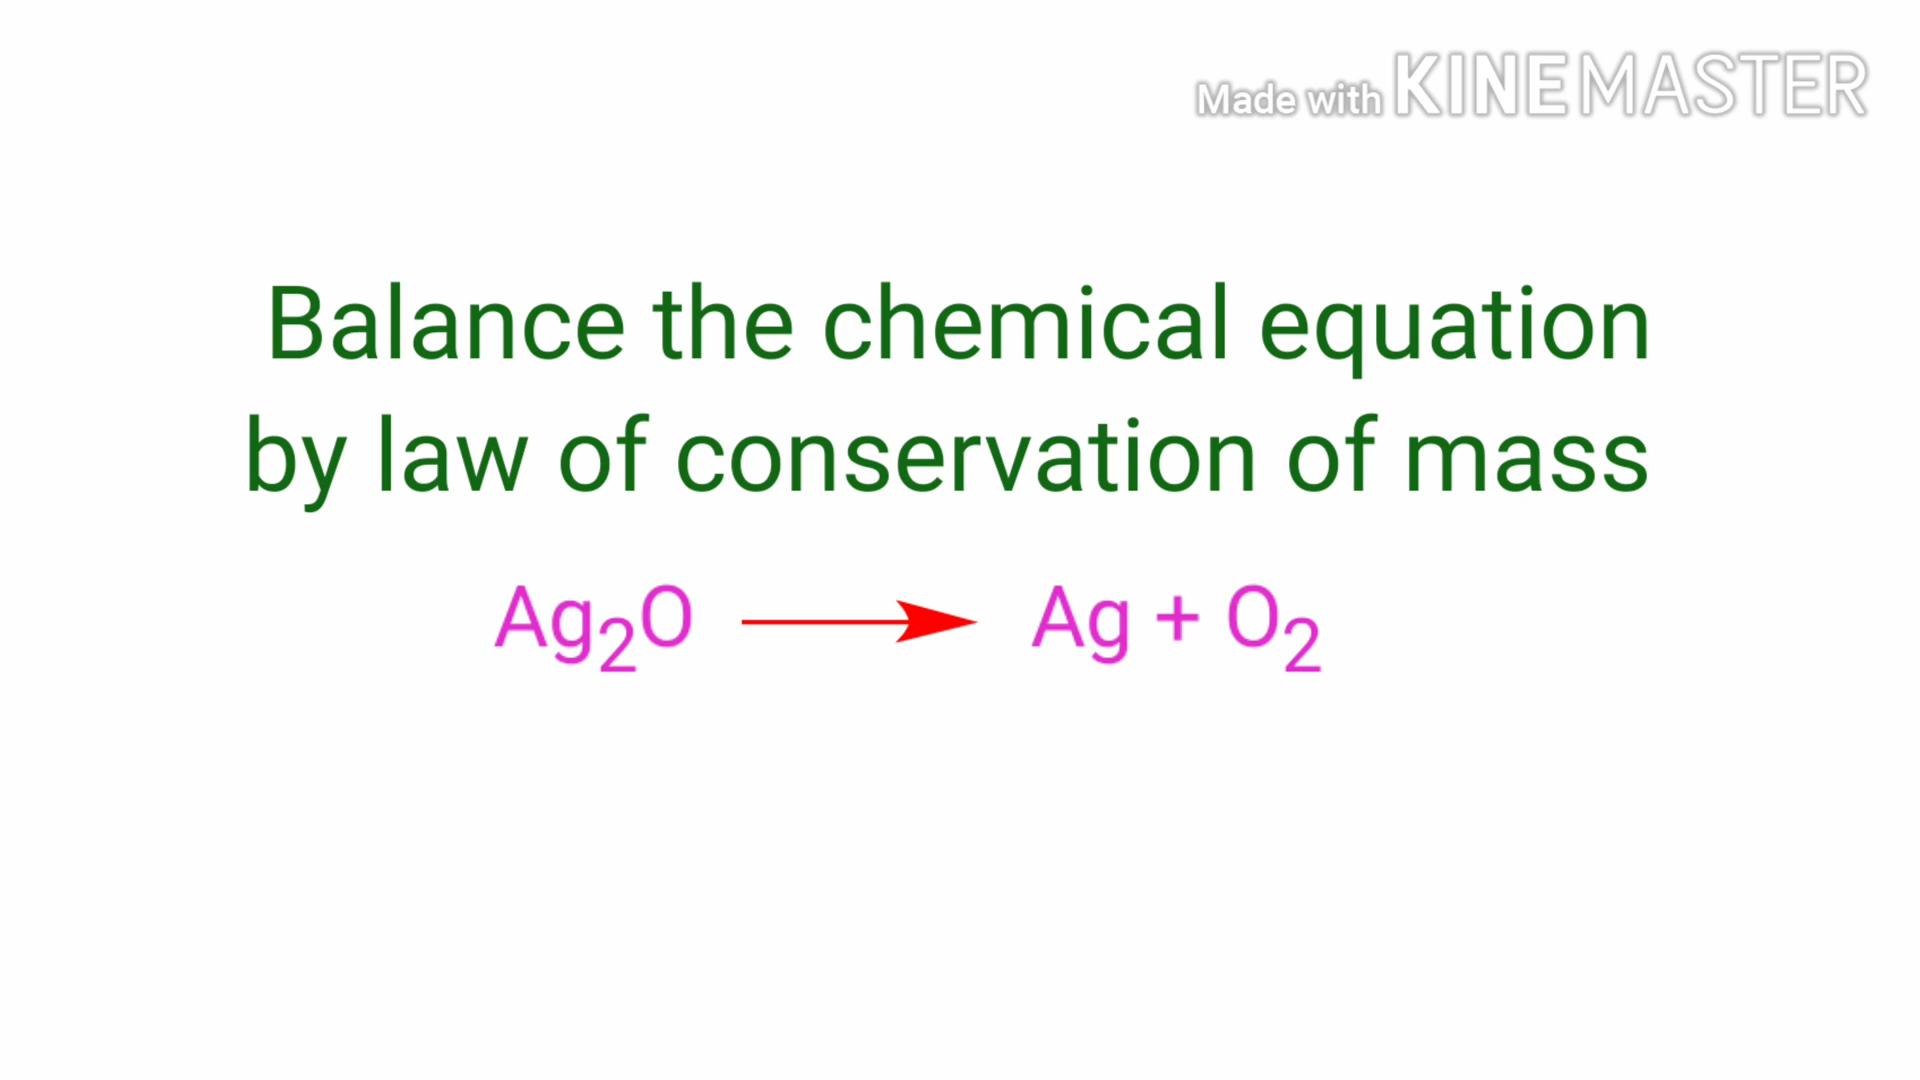 Made with KINEMASTER
Balance the chemical equation
by law of conservation of mass
Ag₂O ⟶ Ag + O₂